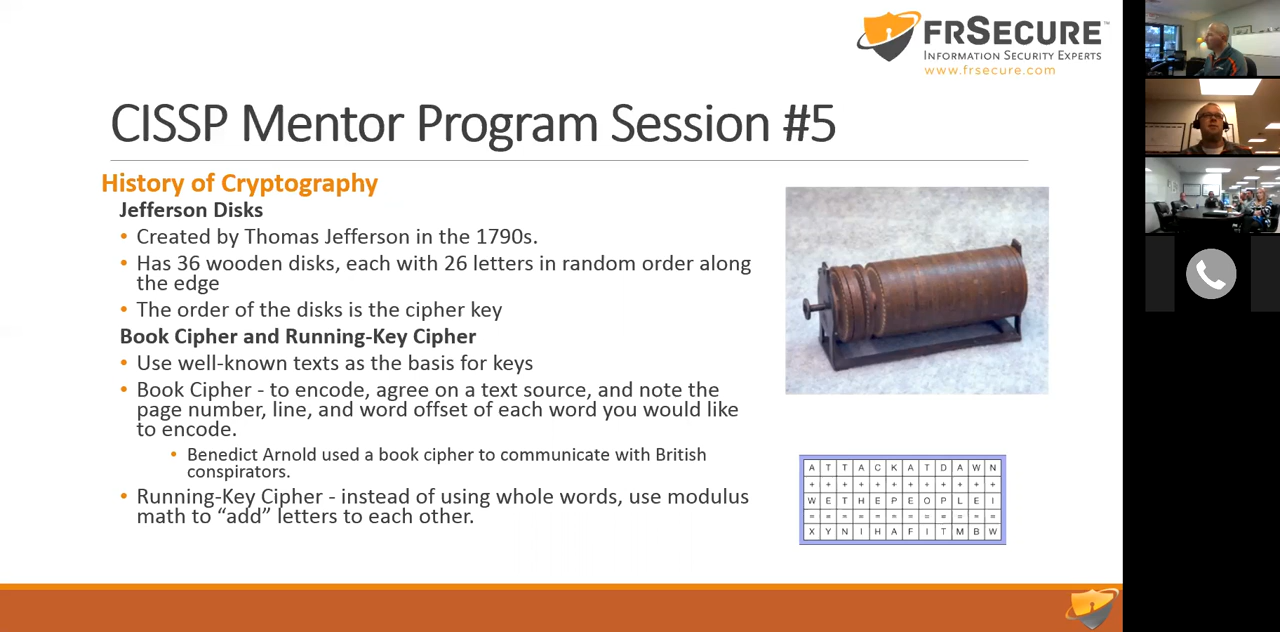 FRSECURE™
INFORMATION SECURITY EXPERTS
www.frsecure.com
CISSP Mentor Program Session #5
History of Cryptography
Jefferson Disks
• Created by Thomas Jefferson in the 1790s.
• Has 36 wooden disks, each with 26 letters in random order along
the edge
• The order of the disks is the cipher key
Book Cipher and Running-Key Cipher
• Use well-known texts as the basis for keys
• Book Cipher - to encode, agree on a text source, and note the
page number, line, and word offset of each word you would like
to encode.
• Benedict Arnold used a book cipher to communicate with British
conspirators.
• Running-Key Cipher - instead of using whole words, use modulus
math to “add” letters to each other.
A T T A C K A T D A W N
+ + + + + + + + + + + +
W E T H E P E O P L E I
= = = = = = = = = = = =
X Y N I H A F I T M B W